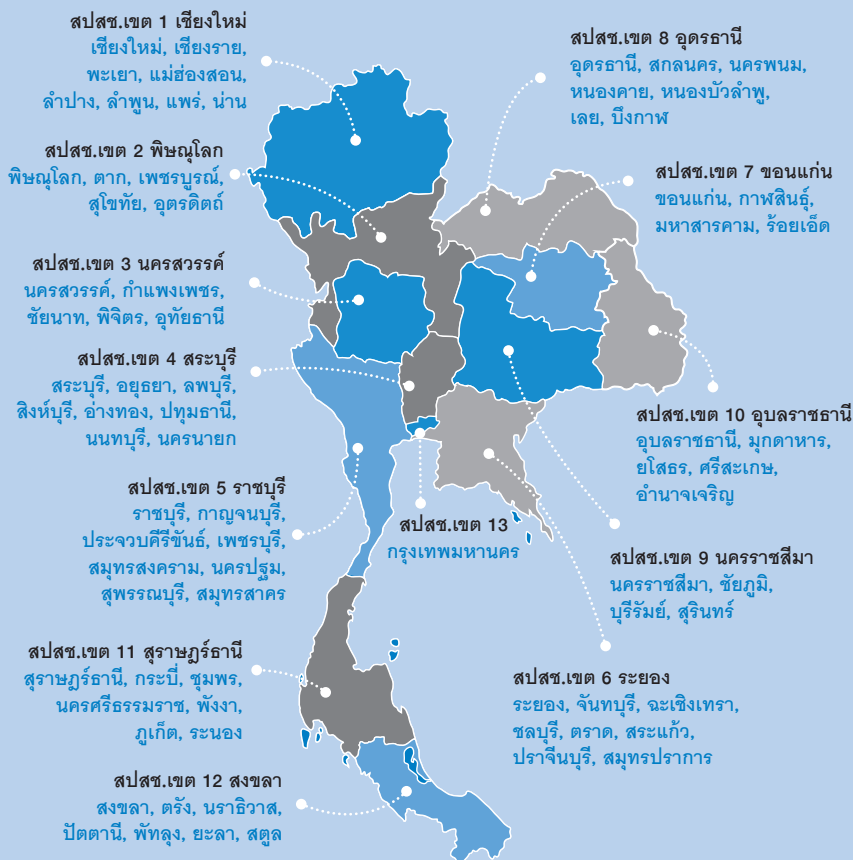 สปสช.เขต 1 เชียงใหม่
เชียงใหม่, เชียงราย,
พะเยา, แม่ฮ่องสอน,
ลำปาง, ลำพูน, แพร่, น่าน
สปสช.เขต 2 พิษณุโลก
พิษณุโลก, ตาก, เพชรบูรณ์,
สุโขทัย, อุตรดิตถ์
สปสช.เขต 3 นครสวรรค์
นครสวรรค์, กำแพงเพชร,
ชัยนาท, พิจิตร, อุทัยธานี
สปสช.เขต 4 สระบุรี
สระบุรี, อยุธยา, ลพบุรี,
สิงห์บุรี, อ่างทอง, ปทุมธานี,
นนทบุรี, นครนายก
สปสช.เขต 5 ราชบุรี
ราชบุรี, กาญจนบุรี,
ประจวบคีรีขันธ์, เพชรบุรี,
สมุทรสงคราม, นครปฐม,
สุพรรณบุรี, สมุทรสาคร
สปสช.เขต 11 สุราษฎร์ธานี
สุราษฎร์ธานี, กระบี่, ชุมพร,
นครศรีธรรมราช, พังงา,
ภูเก็ต, ระนอง
สปสช.เขต 12 สงขลา
สงขลา, ตรัง, นราธิวาส,
ปัตตานี, พัทลุง, ยะลา, สตูล
สปสช.เขต 8 อุดรธานี
อุดรธานี, สกลนคร, นครพนม,
หนองคาย, หนองบัวลำพู,
เลย, บึงกาฬ
สปสช.เขต 7 ขอนแก่น
ขอนแก่น, กาฬสินธุ์,
มหาสารคาม, ร้อยเอ็ด
สปสช.เขต 10 อุบลราชธานี
อุบลราชธานี, มุกดาหาร,
ยโสธร, ศรีสะเกษ,
อำนาจเจริญ
สปสช.เขต 13
กรุงเทพมหานคร
สปสช.เขต 9 นครราชสีมา
นครราชสีมา, ชัยภูมิ,
บุรีรัมย์, สุรินทร์
สปสช.เขต 6 ระยอง
ระยอง, จันทบุรี, ฉะเชิงเทรา,
ชลบุรี, ตราด, สระแก้ว,
ปราจีนบุรี, สมุทรปราการ